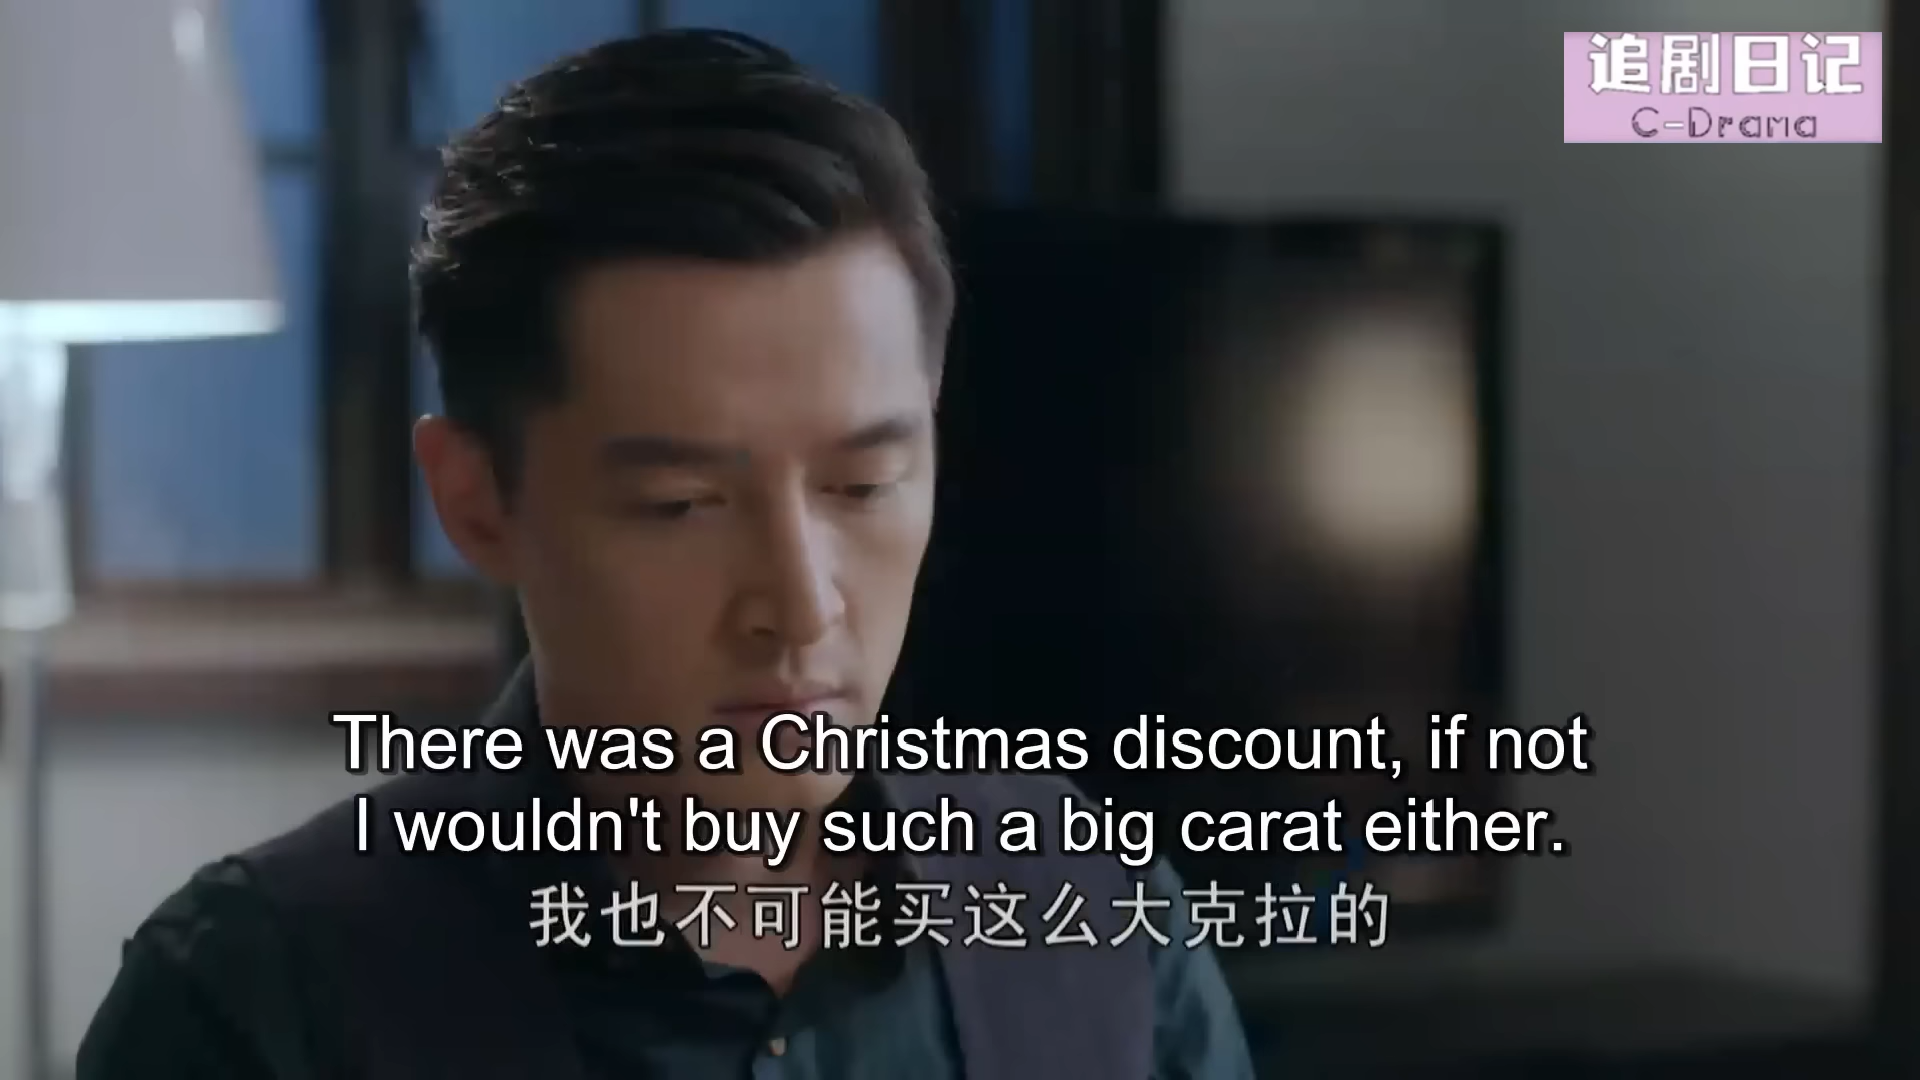 追剧日记
C-Drama
There was a Christmas discount, if not
I wouldn't buy such a big carat either.
我也不可能买这么大克拉的